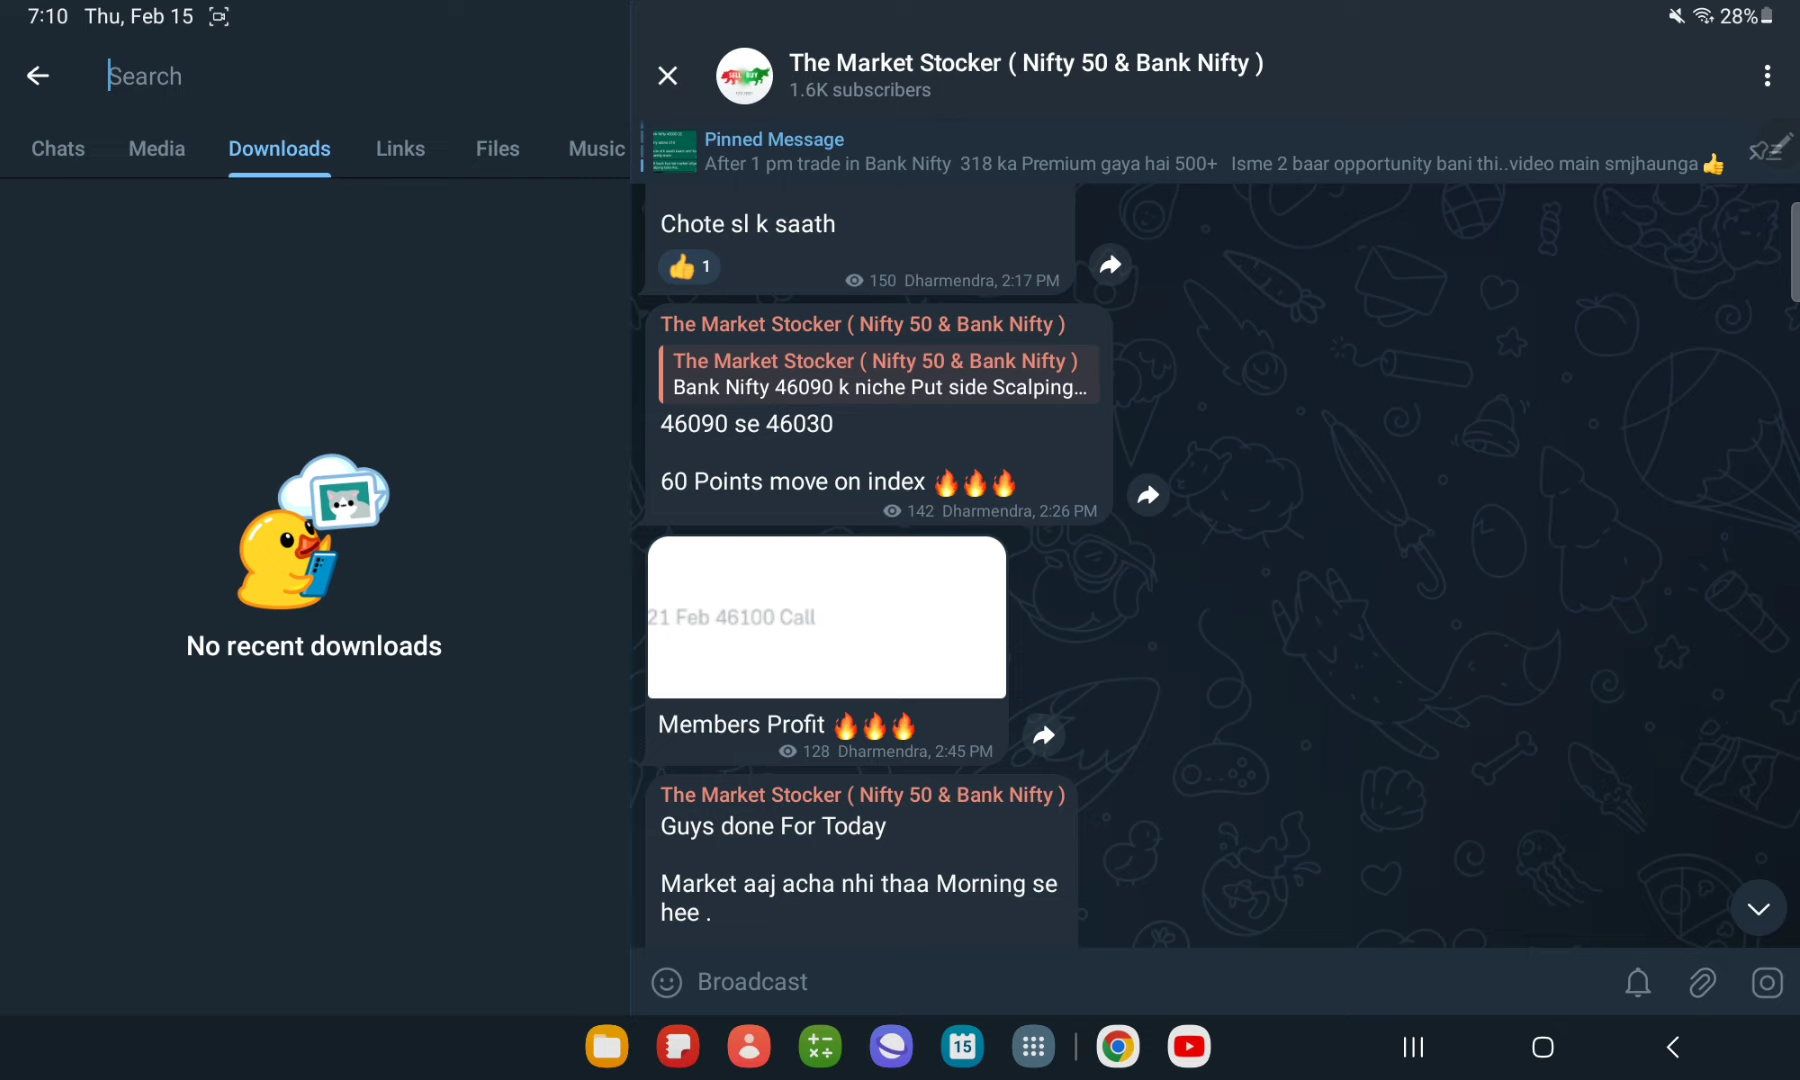 7:10 Thu, Feb 15
28%
Search
Chats Media Downloads Links Files Music
No recent downloads
The Market Stocker ( Nifty 50 & Bank Nifty )
1.6K subscribers
Pinned Message
After 1 pm trade in Bank Nifty 318 ka Premium gaya hai 500+ Isme 2 baar opportunity bani thi..video main smjhaunga 👍
Chote sl k saath
👍 1
150 Dharmendra, 2:17 PM
The Market Stocker ( Nifty 50 & Bank Nifty )
The Market Stocker ( Nifty 50 & Bank Nifty )
Bank Nifty 46090 k niche Put side Scalping...
46090 se 46030
60 Points move on index 🔥🔥🔥
142 Dharmendra, 2:26 PM
21 Feb 46100 Call
Members Profit 🔥🔥🔥
128 Dharmendra, 2:45 PM
The Market Stocker ( Nifty 50 & Bank Nifty )
Guys done For Today
Market aaj acha nhi thaa Morning se
hee .
Broadcast
15